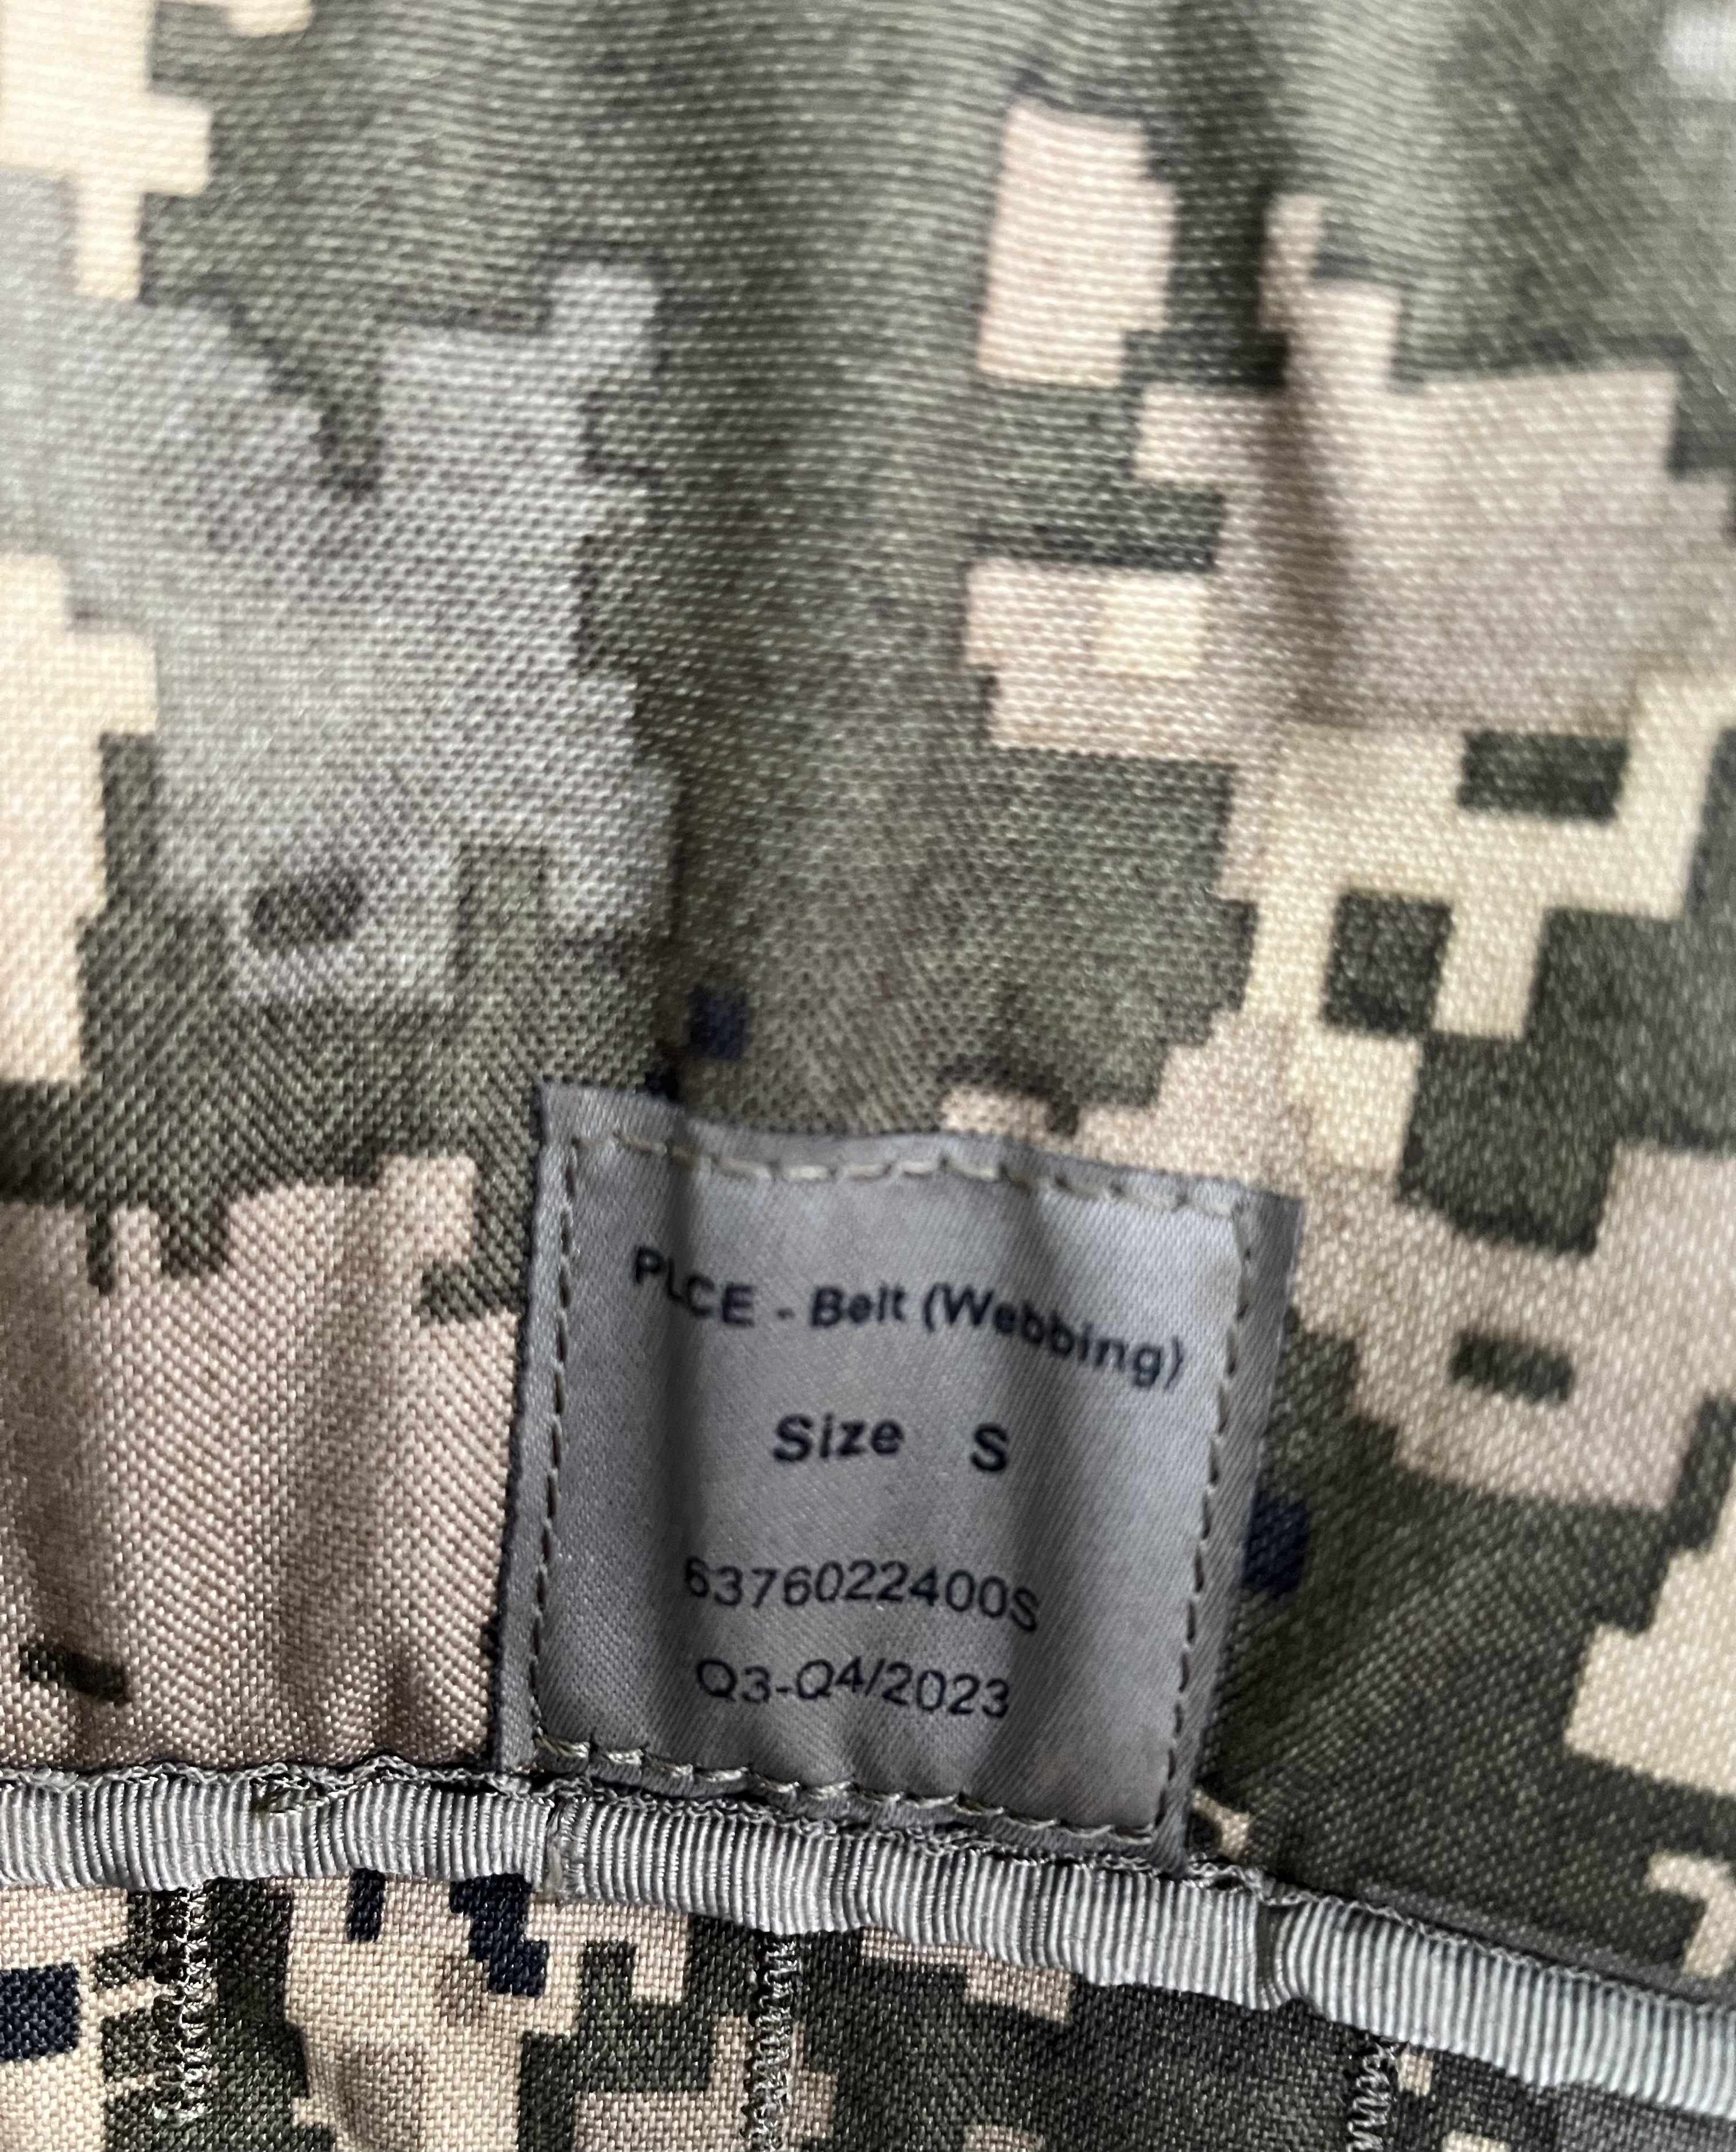 PLCE - Belt (Webbing)
Size S
6376022400S
Q3-Q4/2023